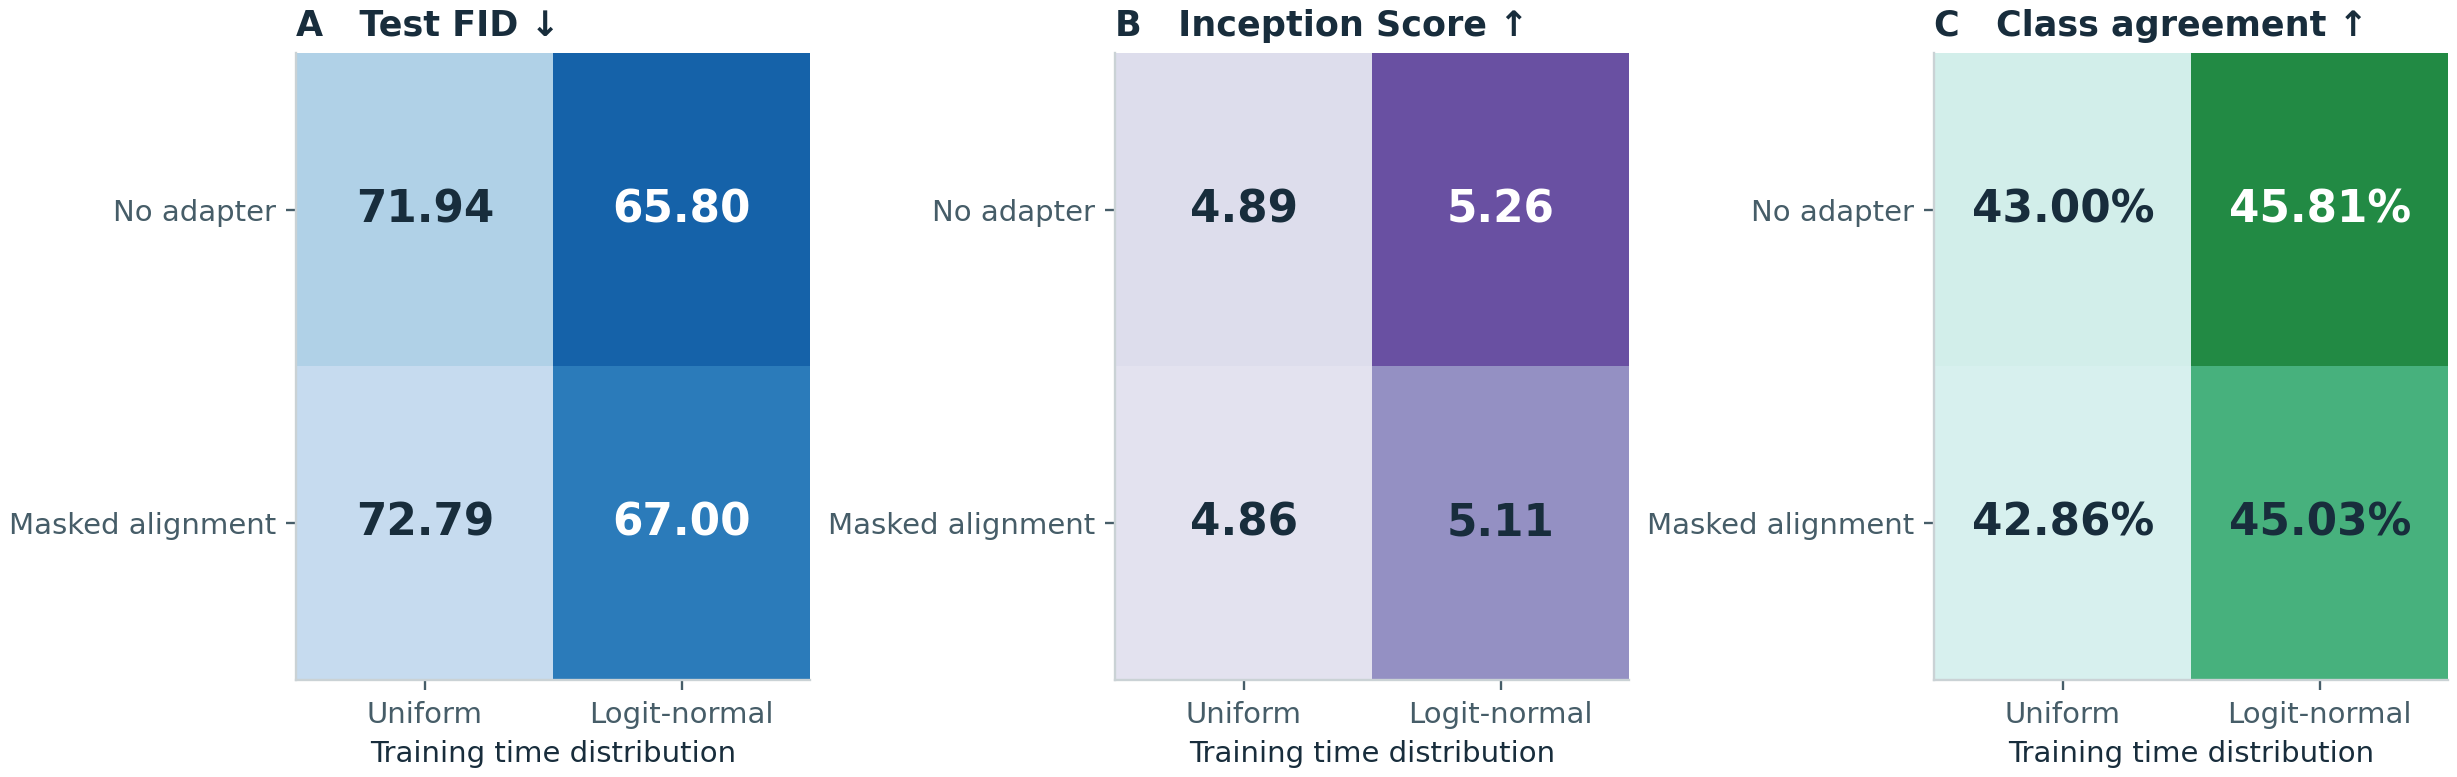 A Test FID ↓
No adapter
71.94 65.80
Masked alignment
72.79 67.00
Uniform Logit-normal
Training time distribution
B Inception Score ↑
No adapter
4.89 5.26
Masked alignment
4.86 5.11
Uniform Logit-normal
Training time distribution
C Class agreement ↑
No adapter
43.00% 45.81%
Masked alignment
42.86% 45.03%
Uniform Logit-normal
Training time distribution